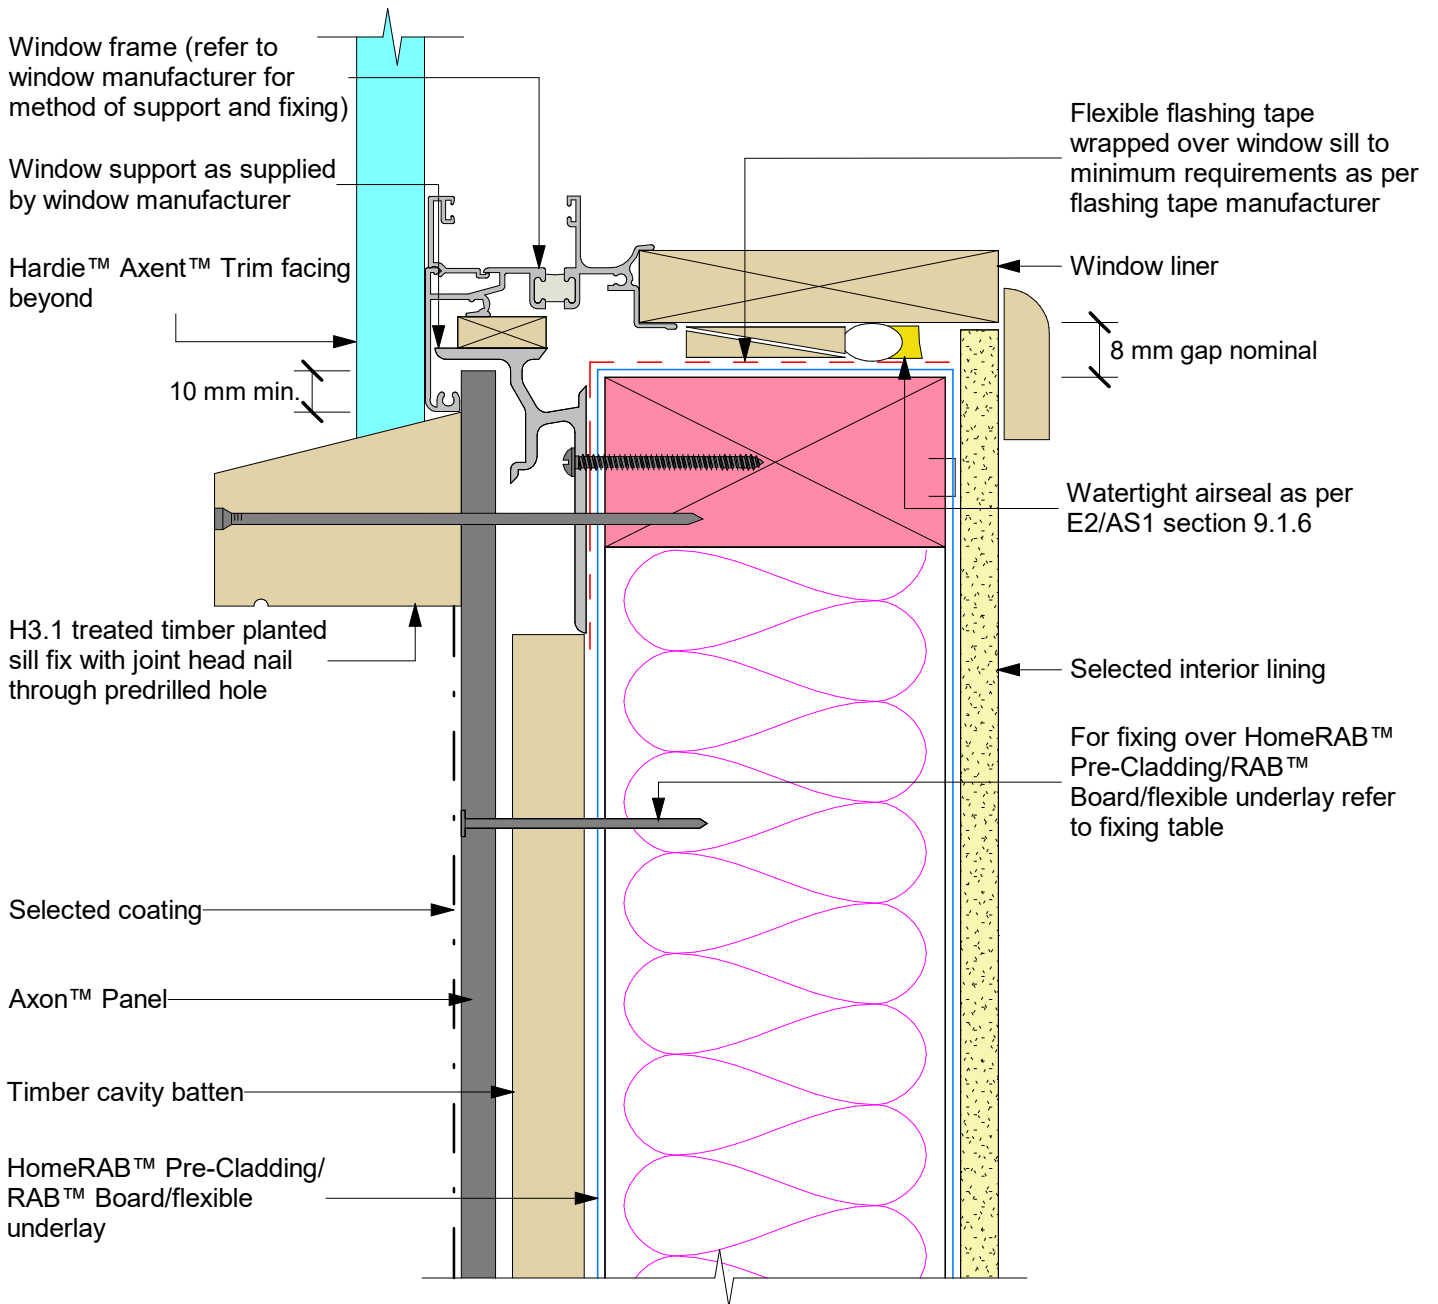 Window frame (refer to
window manufacturer for
method of support and fixing)
Window support as supplied
by window manufacturer
Hardie™ Axent™ Trim facing
beyond
10 mm min.
H3.1 treated timber planted
sill fix with joint head nail
through predrilled hole
Selected coating
Axon™ Panel
Timber cavity batten
HomeRAB™ Pre-Cladding/
RAB™ Board/flexible
underlay
Flexible flashing tape
wrapped over window sill to
minimum requirements as per
flashing tape manufacturer
Window liner
8 mm gap nominal
Watertight airseal as per
E2/AS1 section 9.1.6
Selected interior lining
For fixing over HomeRAB™
Pre-Cladding/RAB™
Board/flexible underlay refer
to fixing table